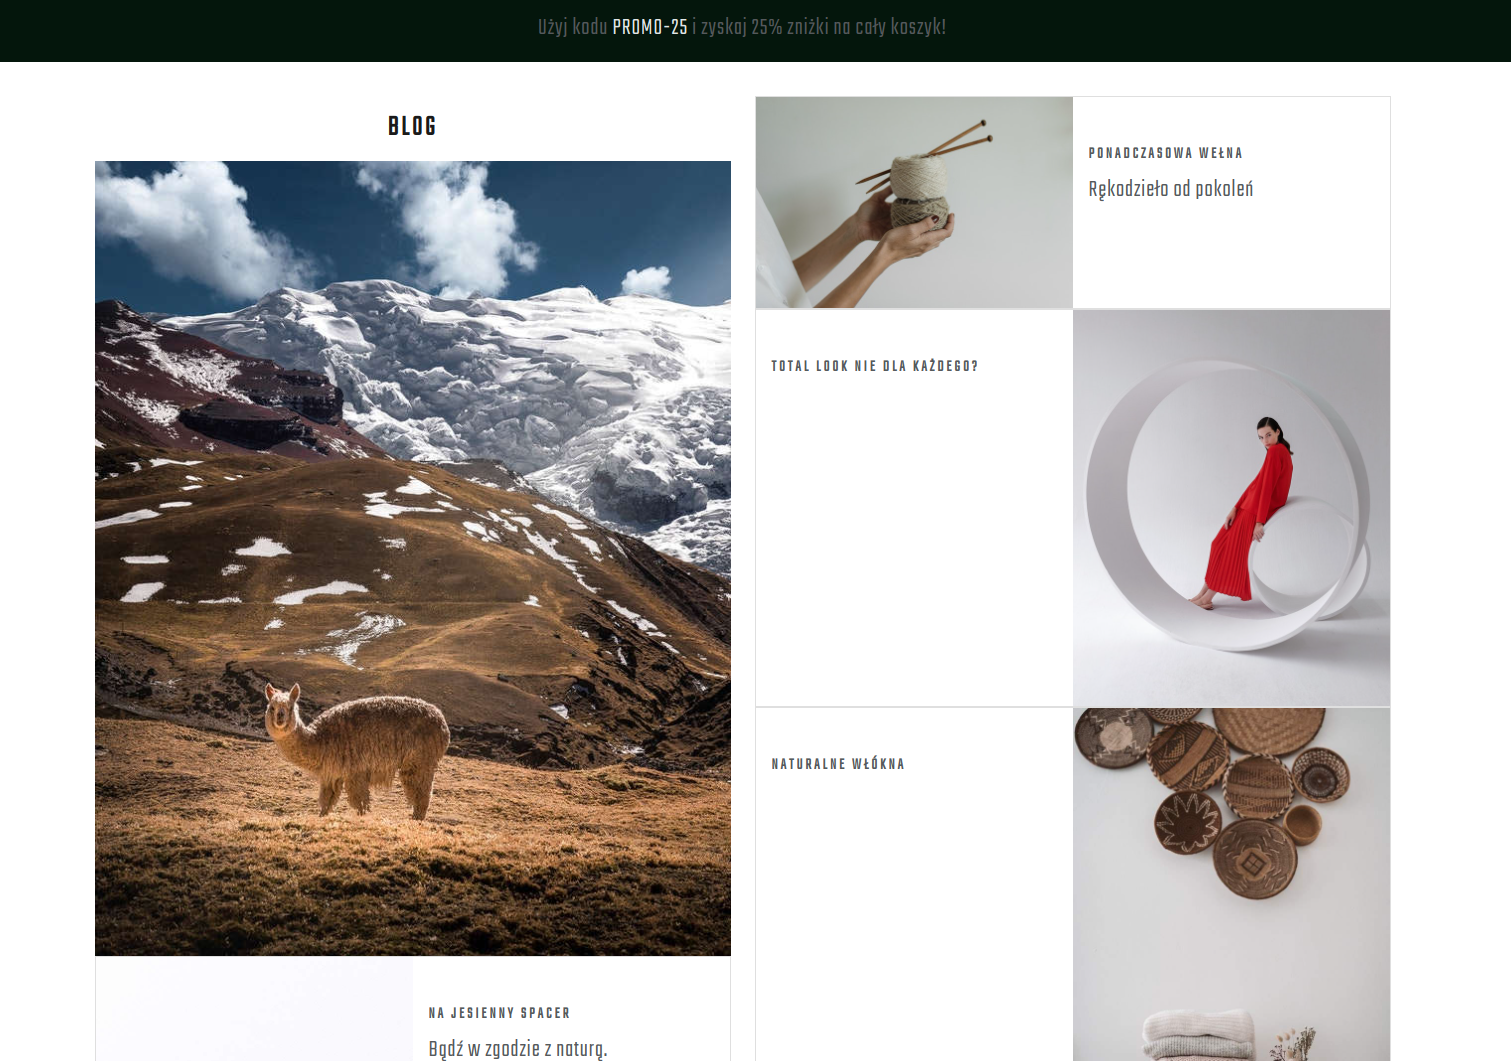 Użyj kodu PROMO-25 i zyskaj 25% zniżki na cały koszyk!
BLOG
PONADCZASOWA WEŁNA
Rękodzieło od pokoleń
TOTAL LOOK NIE DLA KAŻDEGO?
NATURALNE WŁÓKNA
NA JESIENNY SPACER
Bądź w zgodzie z naturą.